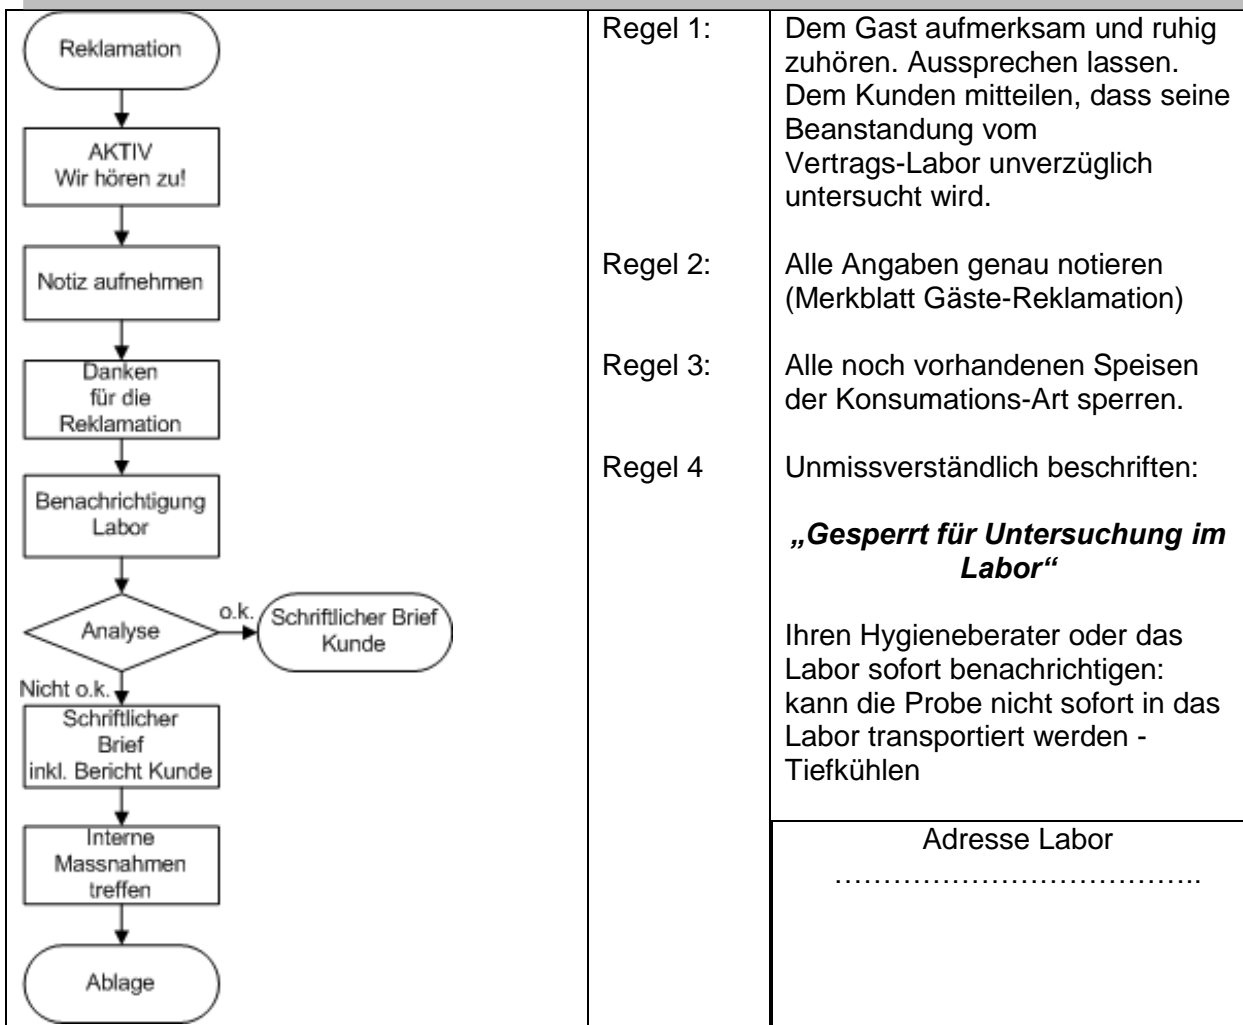 Reklamation
AKTIV
Wir hören zu!
Notiz aufnehmen
Danken
für die
Reklamation
Benachrichtigung
Labor
Analyse
o.k.
Schriftlicher Brief
Kunde
Nicht o.k.
Schriftlicher
Brief
inkl. Bericht Kunde
Interne
Massnahmen
treffen
Ablage
Regel 1:
Dem Gast aufmerksam und ruhig
zuhören. Aussprechen lassen.
Dem Kunden mitteilen, dass seine
Beanstandung vom
Vertrags-Labor unverzüglich
untersucht wird.
Regel 2:
Alle Angaben genau notieren
(Merkblatt Gäste-Reklamation)
Regel 3:
Alle noch vorhandenen Speisen
der Konsumations-Art sperren.
Regel 4
Unmissverständlich beschriften:
„Gesperrt für Untersuchung im
Labor“
Ihren Hygieneberater oder das
Labor sofort benachrichtigen:
kann die Probe nicht sofort in das
Labor transportiert werden -
Tiefkühlen
Adresse Labor
………………………………..